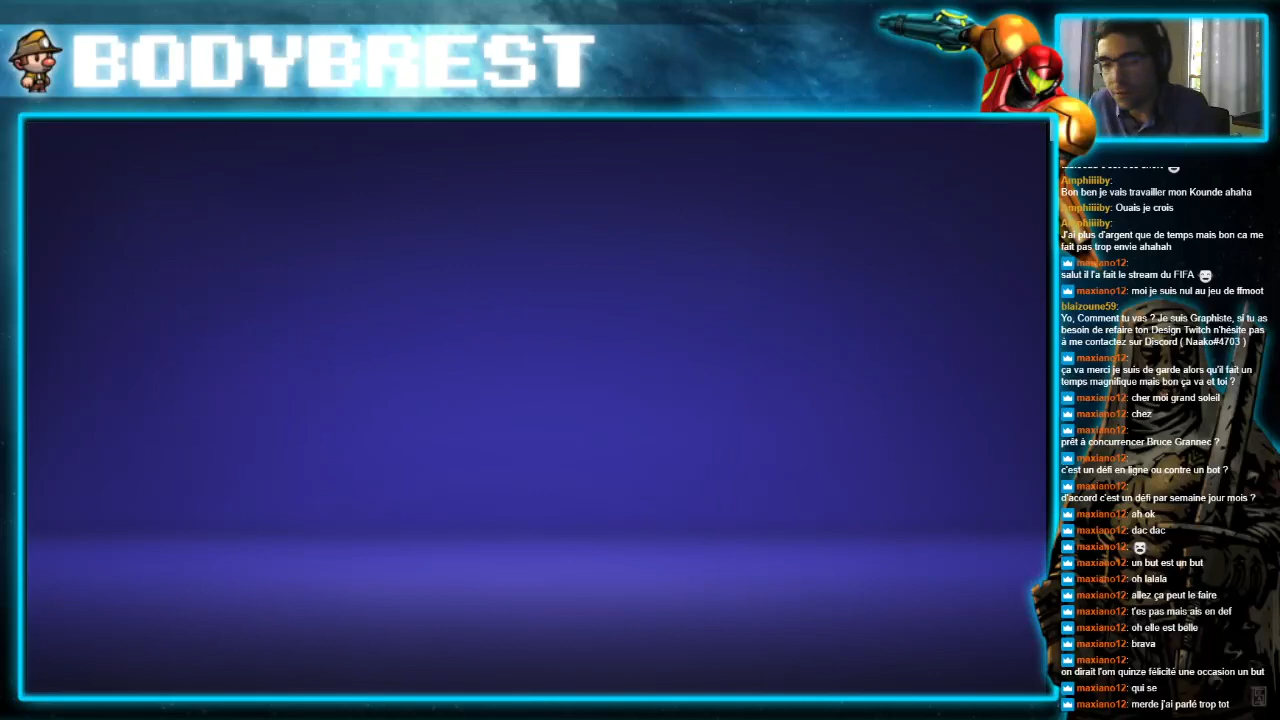 BODYBREST
Amphiiiiby:
Bon ben je vais travailler mon Kounde ahaha
Amphiiiiby: Ouais je crois
Amphiiiiby:
J'ai plus d'argent que de temps mais bon ca me
fait pas trop envie ahahah
maxiano12:
salut il l'a fait le stream du FIFA
maxiano12: moi je suis nul au jeu de ffmoot
blaizoune59:
Yo, Comment tu vas ? Je suis Graphiste, si tu as
besoin de refaire ton Design Twitch n'hésite pas
à me contactez sur Discord ( Naako#4703 )
maxiano12:
ça va merci je suis de garde alors qu'il fait un
temps magnifique mais bon ça va et toi ?
maxiano12: cher moi grand soleil
maxiano12: chez
maxiano12:
prêt à concurrencer Bruce Grannec ?
maxiano12:
c'est un défi en ligne ou contre un bot ?
maxiano12:
d'accord c'est un défi par semaine jour mois ?
maxiano12: ah ok
maxiano12: dac dac
maxiano12:
maxiano12: un but est un but
maxiano12: oh lalala
maxiano12: allez ça peut le faire
maxiano12: t'es pas mais ais en def
maxiano12: oh elle est belle
maxiano12: brava
maxiano12:
on dirait l'om quinze félicité une occasion un but
maxiano12: qui se
maxiano12: merde j'ai parlé trop tot